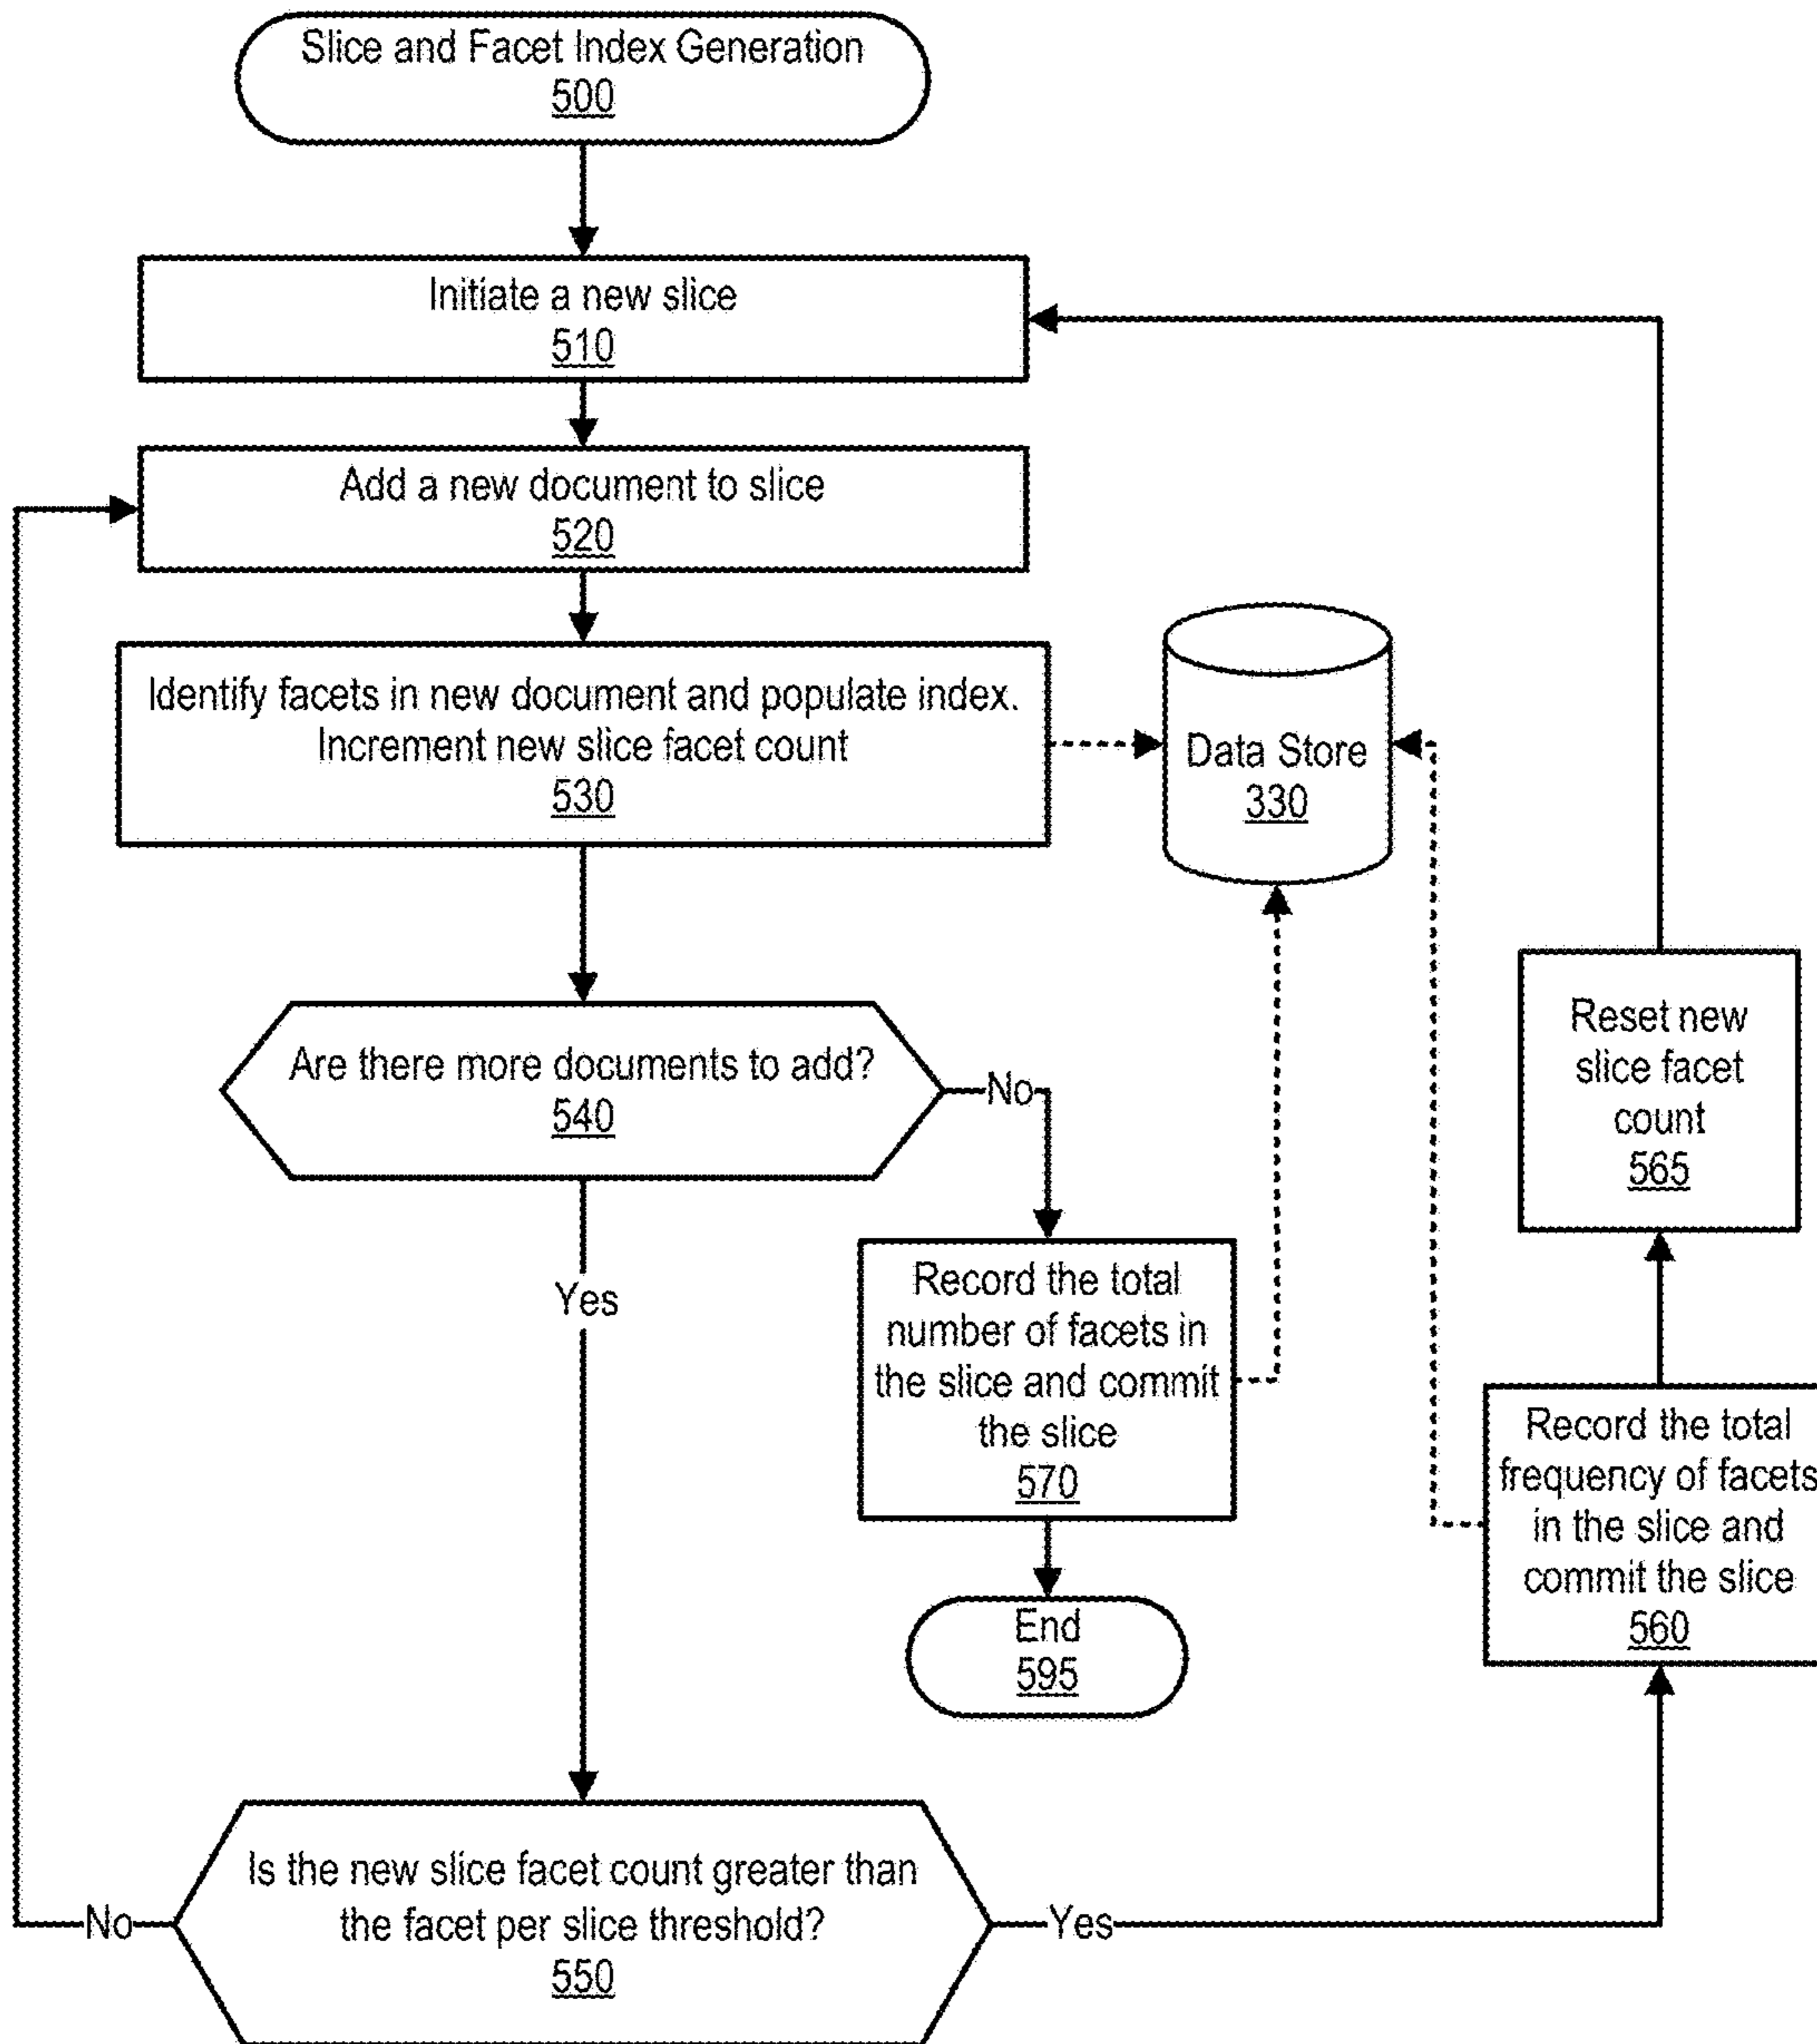 Slice and Facet Index Generation
500
Initiate a new slice
510
Add a new document to slice
520
Identify facets in new document and populate index.
Increment new slice facet count
530
Data Store
330
Are there more documents to add?
540
No
Yes
Reset new
slice facet
count
565
Record the total
number of facets in
the slice and commit
the slice
570
Record the total
frequency of facets
in the slice and
commit the slice
560
End
595
Is the new slice facet count greater than
the facet per slice threshold?
550
No
Yes